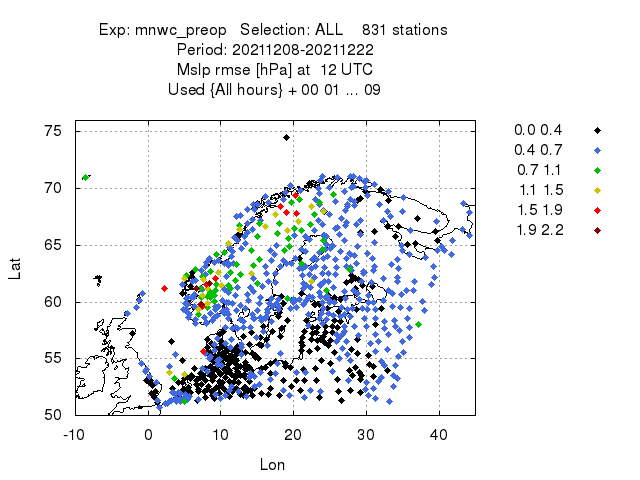 Exp: mnwc_preop Selection: ALL 831 stations
Period: 20211208-20211222
Mslp rmse [hPa] at 12 UTC
Used {All hours} + 00 01 ... 09
75
70
65
60
55
50
Lat
-10 0 10 20 30 40
Lon
0.0 0.4
0.4 0.7
0.7 1.1
1.1 1.5
1.5 1.9
1.9 2.2